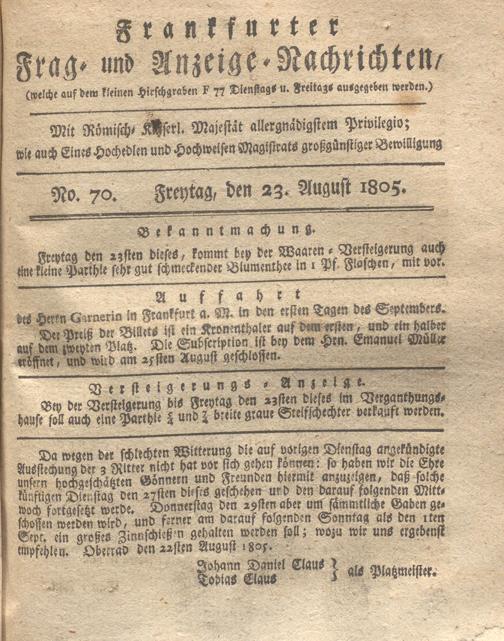 Frankfurter
Frag- und Anzeige-Nachrichten,
(welche auf dem kleinen Hirschgraben F 77 Dienstags u. Freitags ausgegeben werden.)
Mit Römisch-Kayserl. Majestät allergnädigstem Privilegio;
wie auch Eines Hochedlen und Hochweisen Magistrats großgünstiger Bewilligung
No. 70. Freytag, den 23. August 1805.
Bekanntmachung.
Freytag den 23sten dieses, kommt bey der Waaren-Versteigerung auch
eine kleine Parthie sehr gut schmeckender Blumenthee in 1 Pf. Flaschen, mit vor.
Auffahrt
des Herrn Garnerin in Frankfurt a. M. in den ersten Tagen des Septembers.
Der Preiß der Billets ist ein Kronenthaler auf dem ersten, und ein halber
auf dem zweyten Platz. Die Subscription ist bey dem Hrn. Emanuel Müller
eröffnet, und wird am 25sten August geschlossen.
Versteigerungs-Anzeige.
Bey der Versteigerung bis Freytag den 23sten dieses im Verganthungs-
hause soll auch eine Parthie und breite graue Steifschechter verkauft werden.
Da wegen der schlechten Witterung die auf vorigen Dienstag angekündigte
Ausstechung der 3 Ritter nicht hat vor sich gehen können: so haben wir die Ehre
unsern hochgeschätzten Gönnern und Freunden hiermit anzuzeigen, daß solche
künftigen Dienstag den 27sten dieses geschehen und den darauf folgenden Mitt-
woch fortgesetzt werde. Donnerstag den 29sten aber um sämmtliche Gaben ge-
schossen werden wird, und ferner am darauf folgenden Sonntag als den 1ten
Sept. ein großes Zinnschießen gehalten werden soll; wozu wir uns ergebenst
empfehlen. Oberrad den 22sten August 1805.
Johann Daniel Claus
Tobias Claus } als Platzmeister.